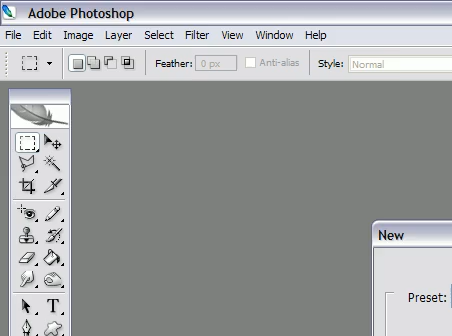 Adobe Photoshop
File Edit Image Layer Select Filter View Window Help
Feather: 0 px Anti-alias Style: Normal
T
New
Preset: